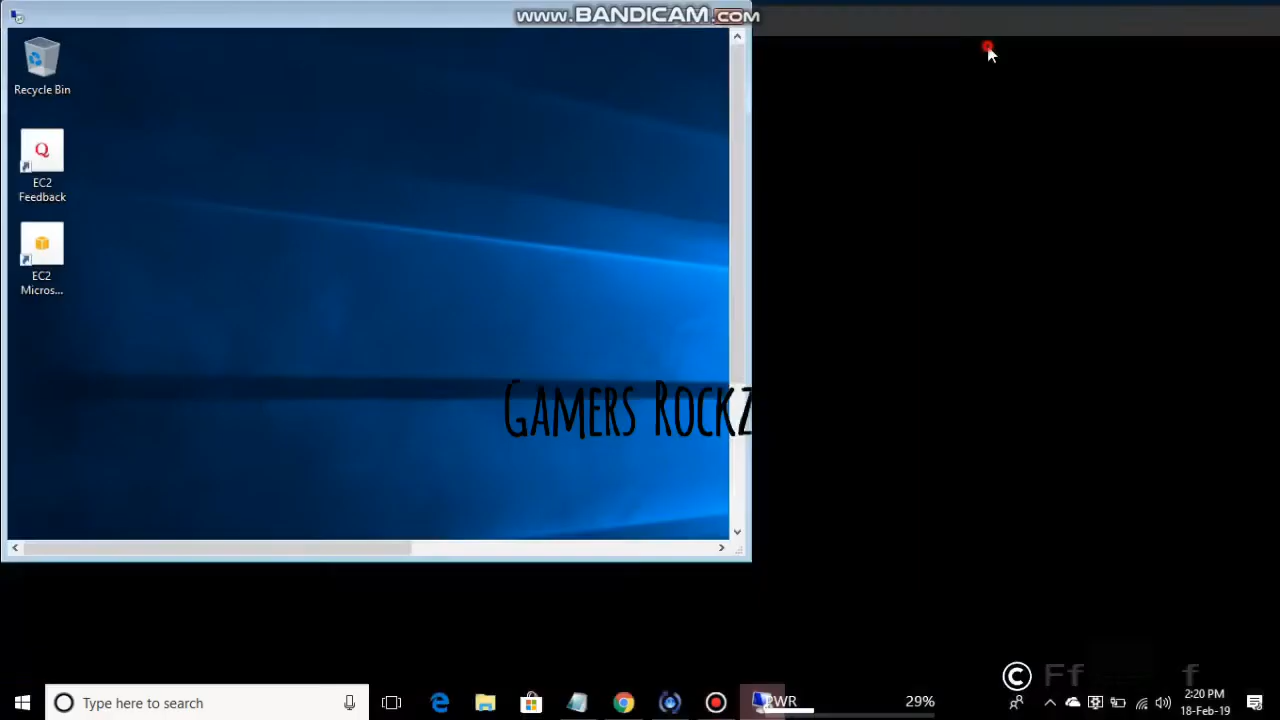 www.BANDICAM.com
Recycle Bin
Q
EC2
Feedback
EC2
Micros...
GAMERS ROCKZ
© Ff f
Type here to search
PWR
29%
2:20 PM
18-Feb-19